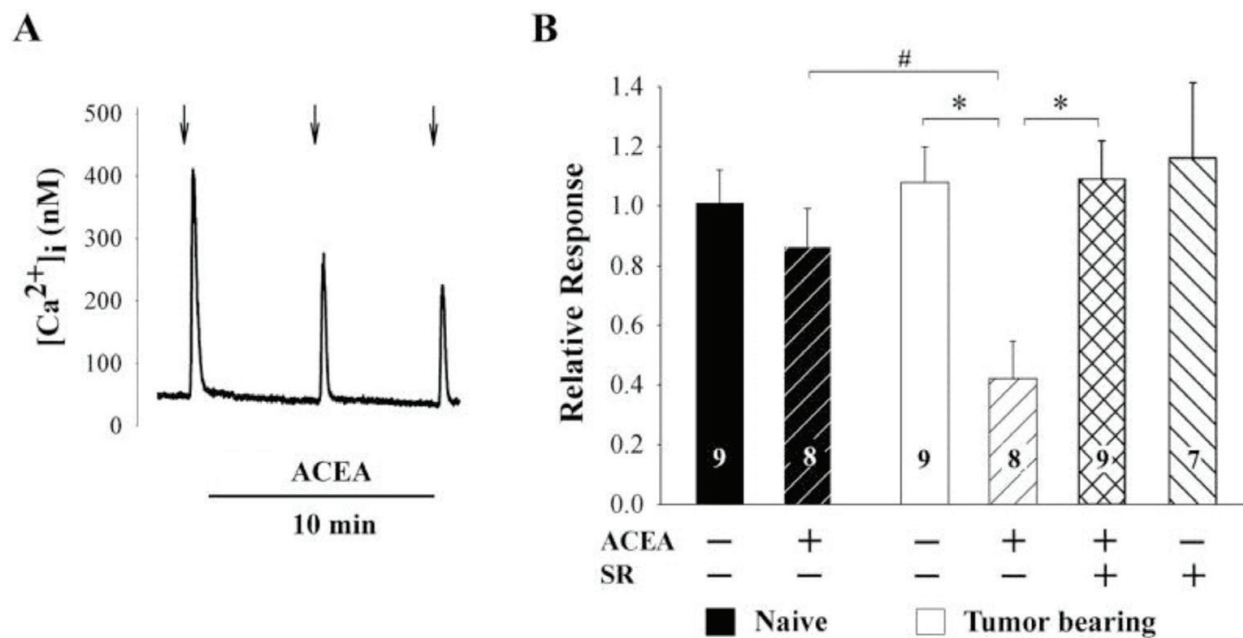 A
[Ca2+]i (nM)
500
400
300
200
100
50
0
ACEA
10 min
B
Relative Response
1.4
1.2
1.0
0.8
0.6
0.4
0.2
0.0
#
* *
9 8 9 8 9 7
ACEA − + − + + −
SR − − − − + +
Naive Tumor bearing